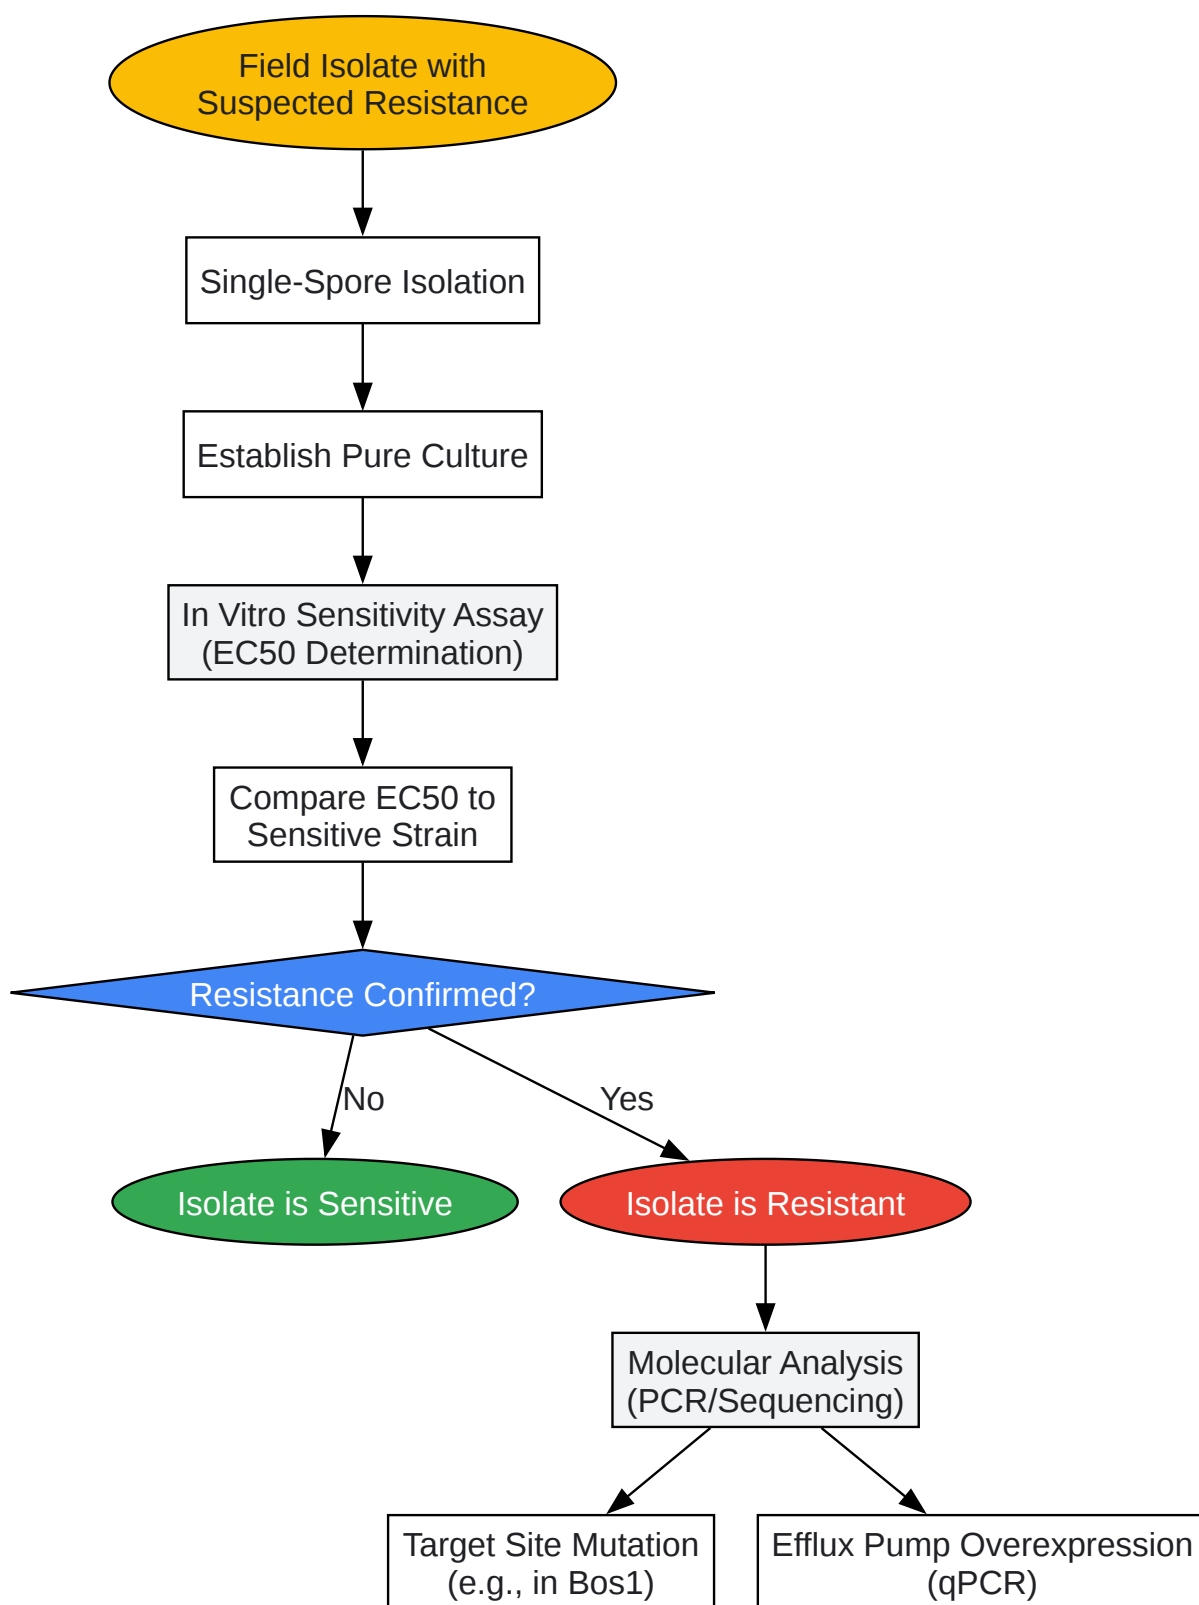 Field Isolate with
Suspected Resistance
Single-Spore Isolation
Establish Pure Culture
In Vitro Sensitivity Assay
(EC50 Determination)
Compare EC50 to
Sensitive Strain
Resistance Confirmed?
No
Yes
Isolate is Sensitive
Isolate is Resistant
Molecular Analysis
(PCR/Sequencing)
Target Site Mutation
(e.g., in Bos1)
Efflux Pump Overexpression
(qPCR)